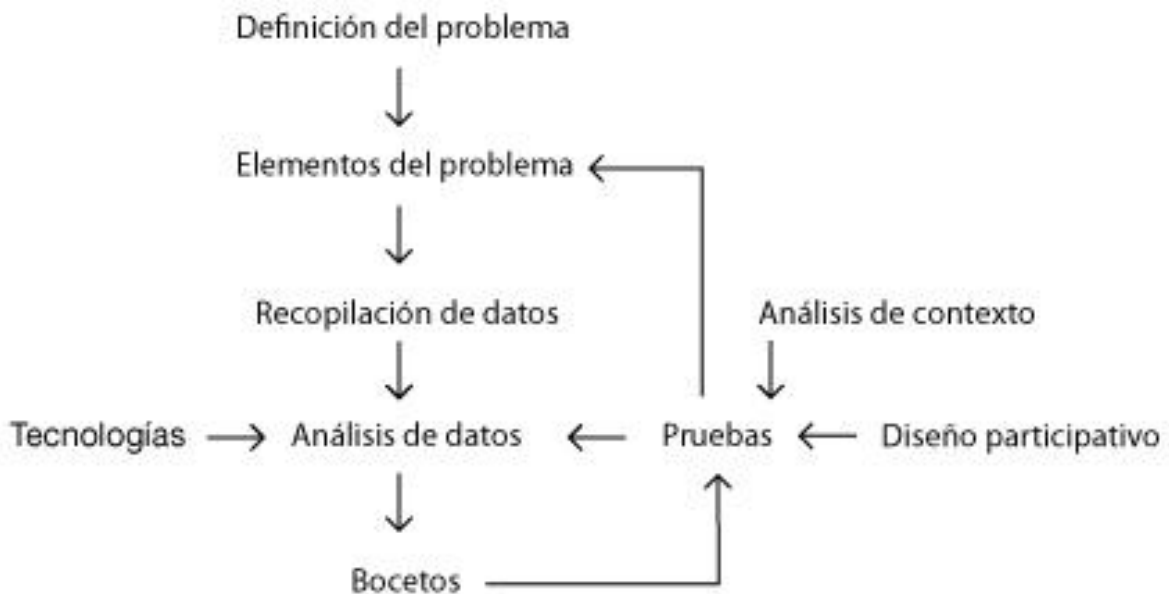 Definición del problema
Elementos del problema
Recopilación de datos
Análisis de contexto
Tecnologías
Análisis de datos
Pruebas
Diseño participativo
Bocetos